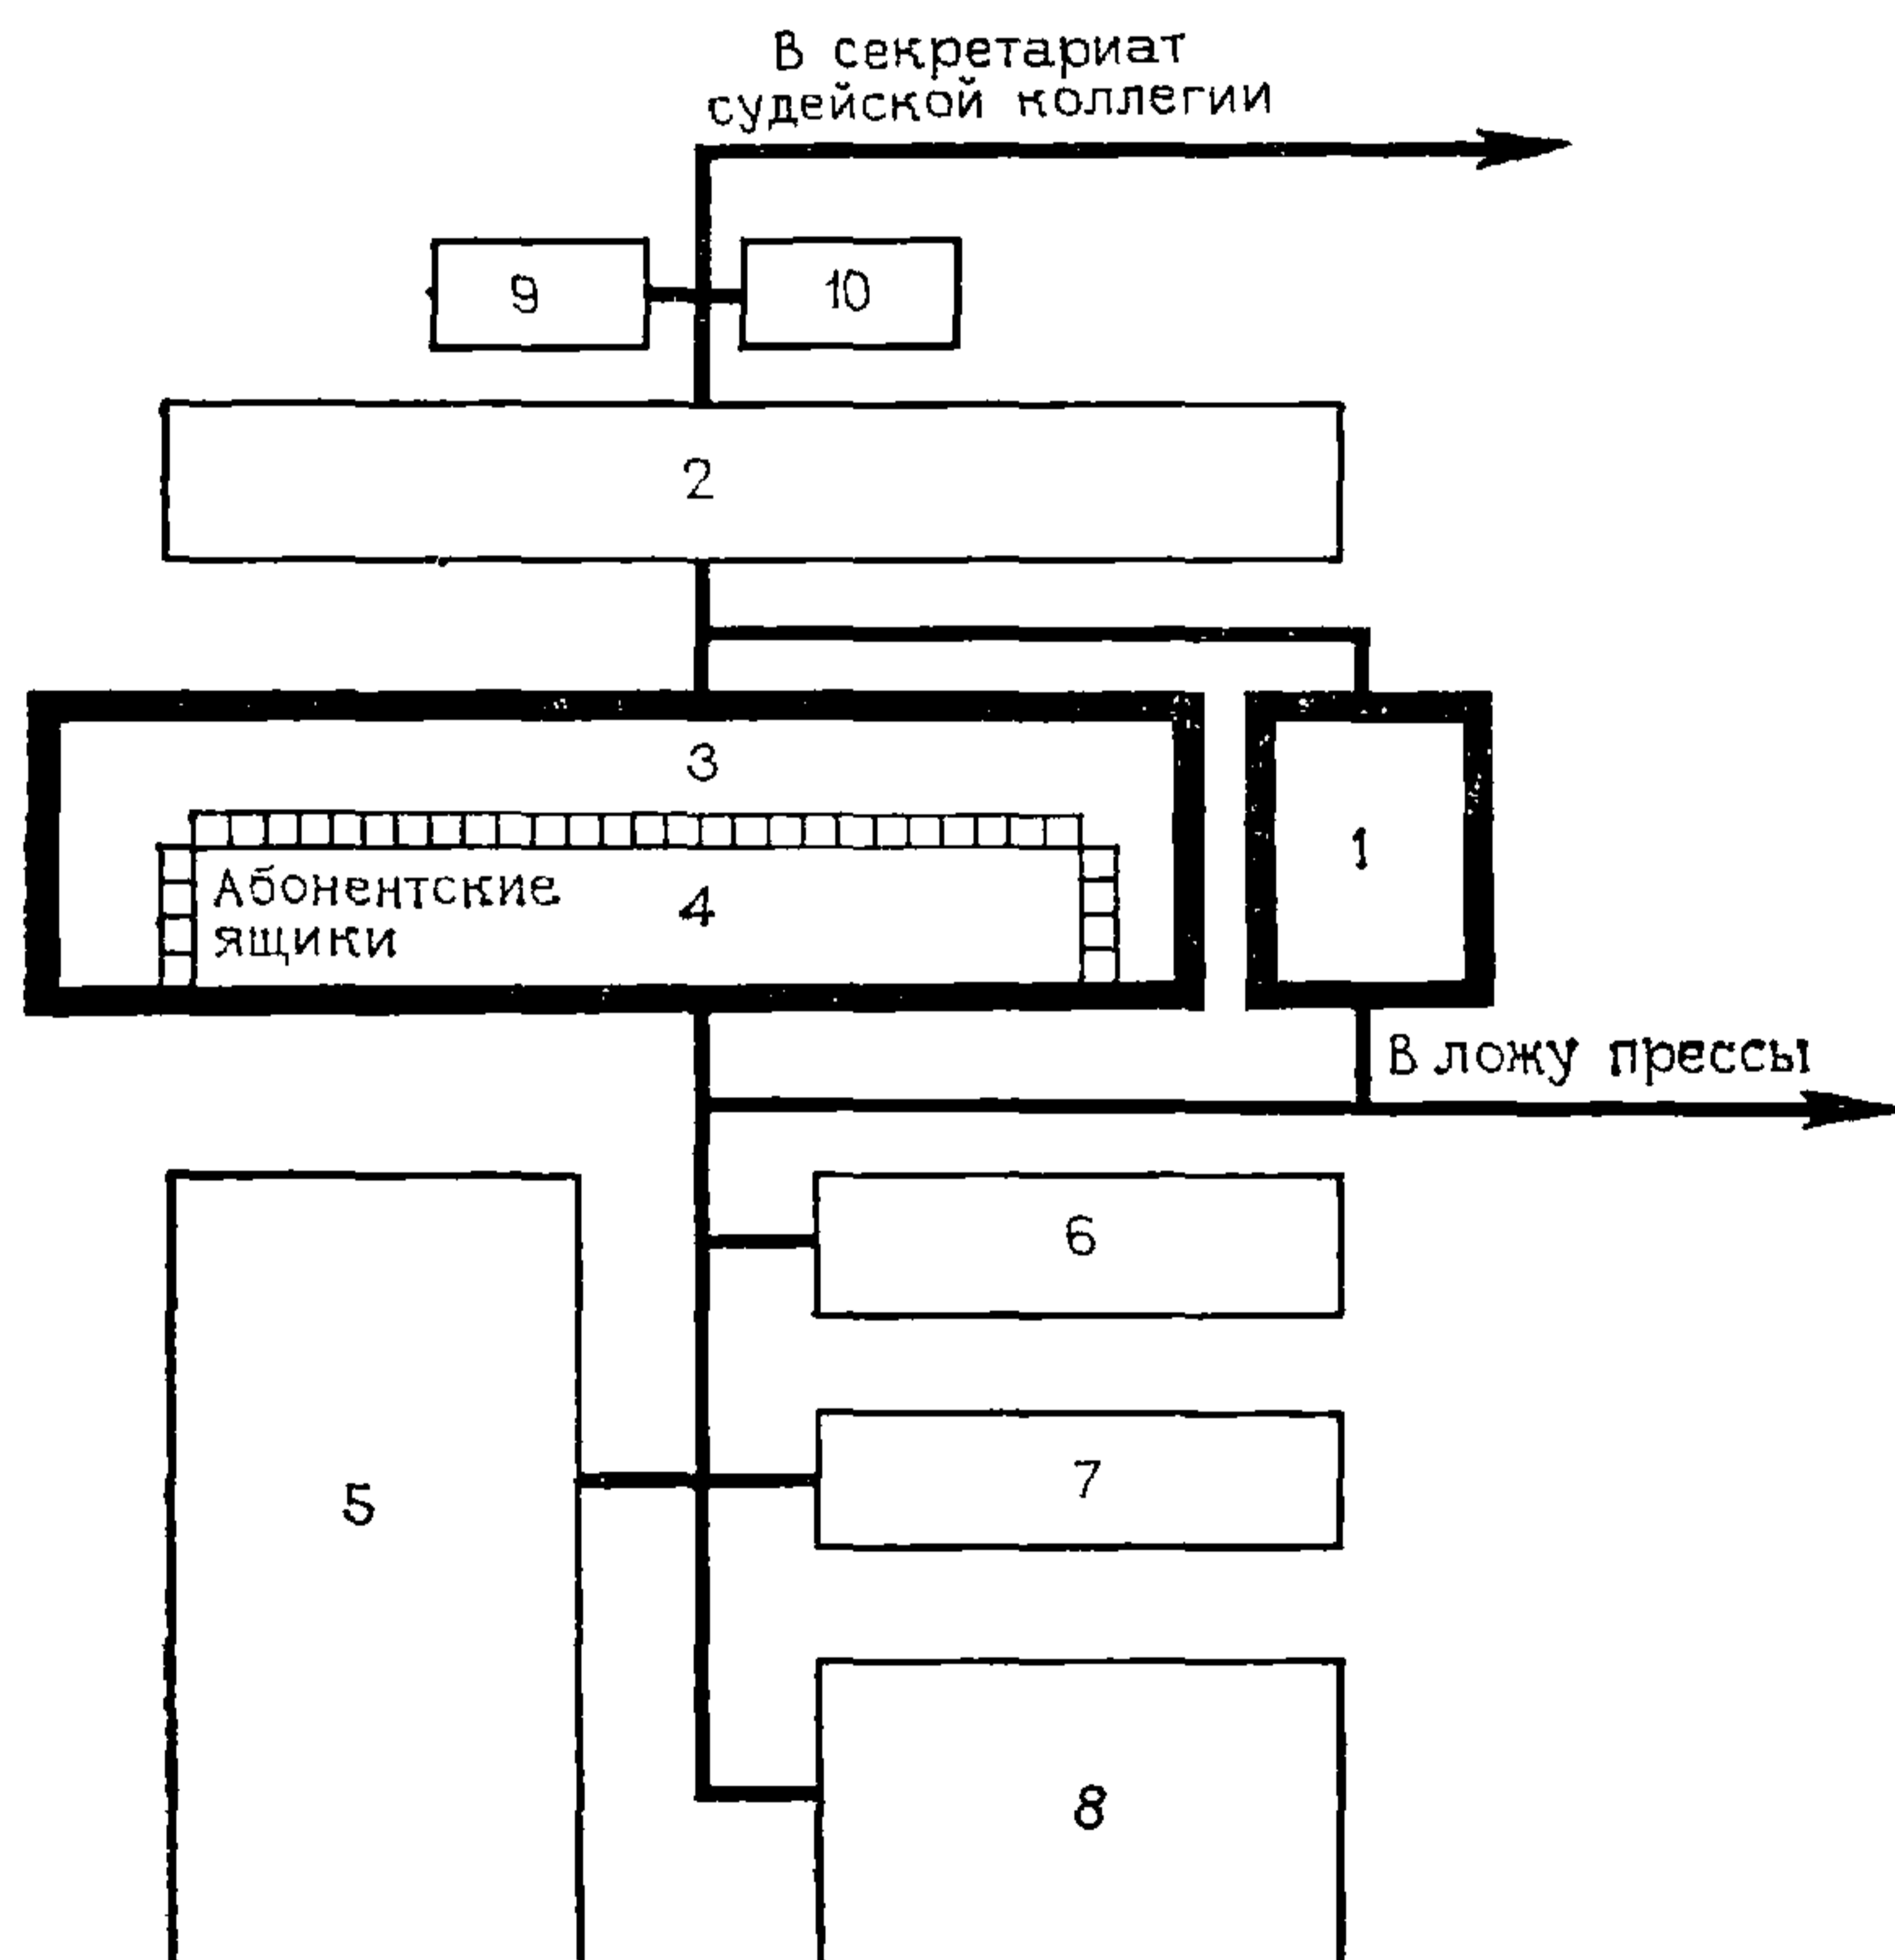 В секретариат
судейской коллегии
9
10
2
3
1
Абонентские
ящики
4
В ложу прессы
6
7
5
8